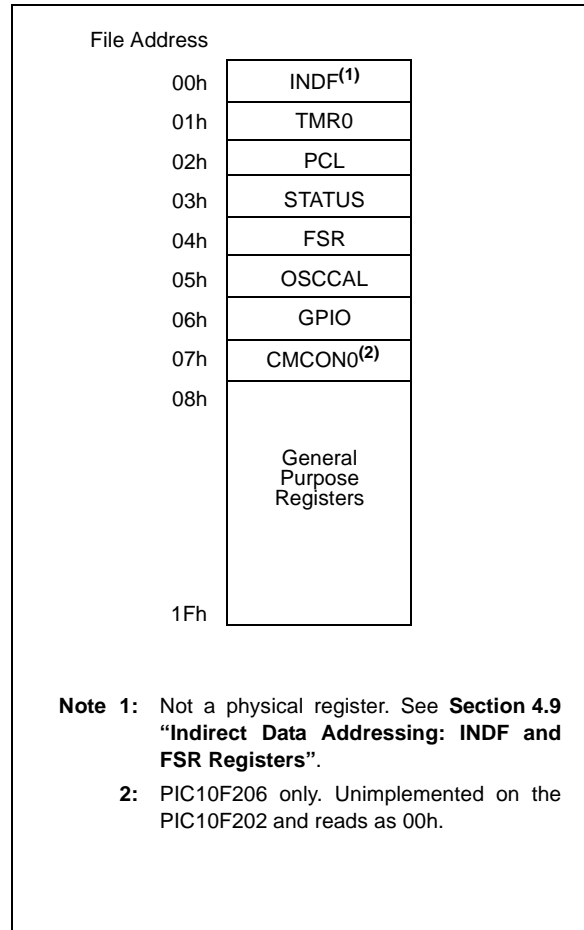 File Address
00h INDF(1)
01h TMR0
02h PCL
03h STATUS
04h FSR
05h OSCCAL
06h GPIO
07h CMCON0(2)
08h
General
Purpose
Registers
1Fh
Note 1: Not a physical register. See Section 4.9
“Indirect Data Addressing: INDF and
FSR Registers”.
2: PIC10F206 only. Unimplemented on the
PIC10F202 and reads as 00h.